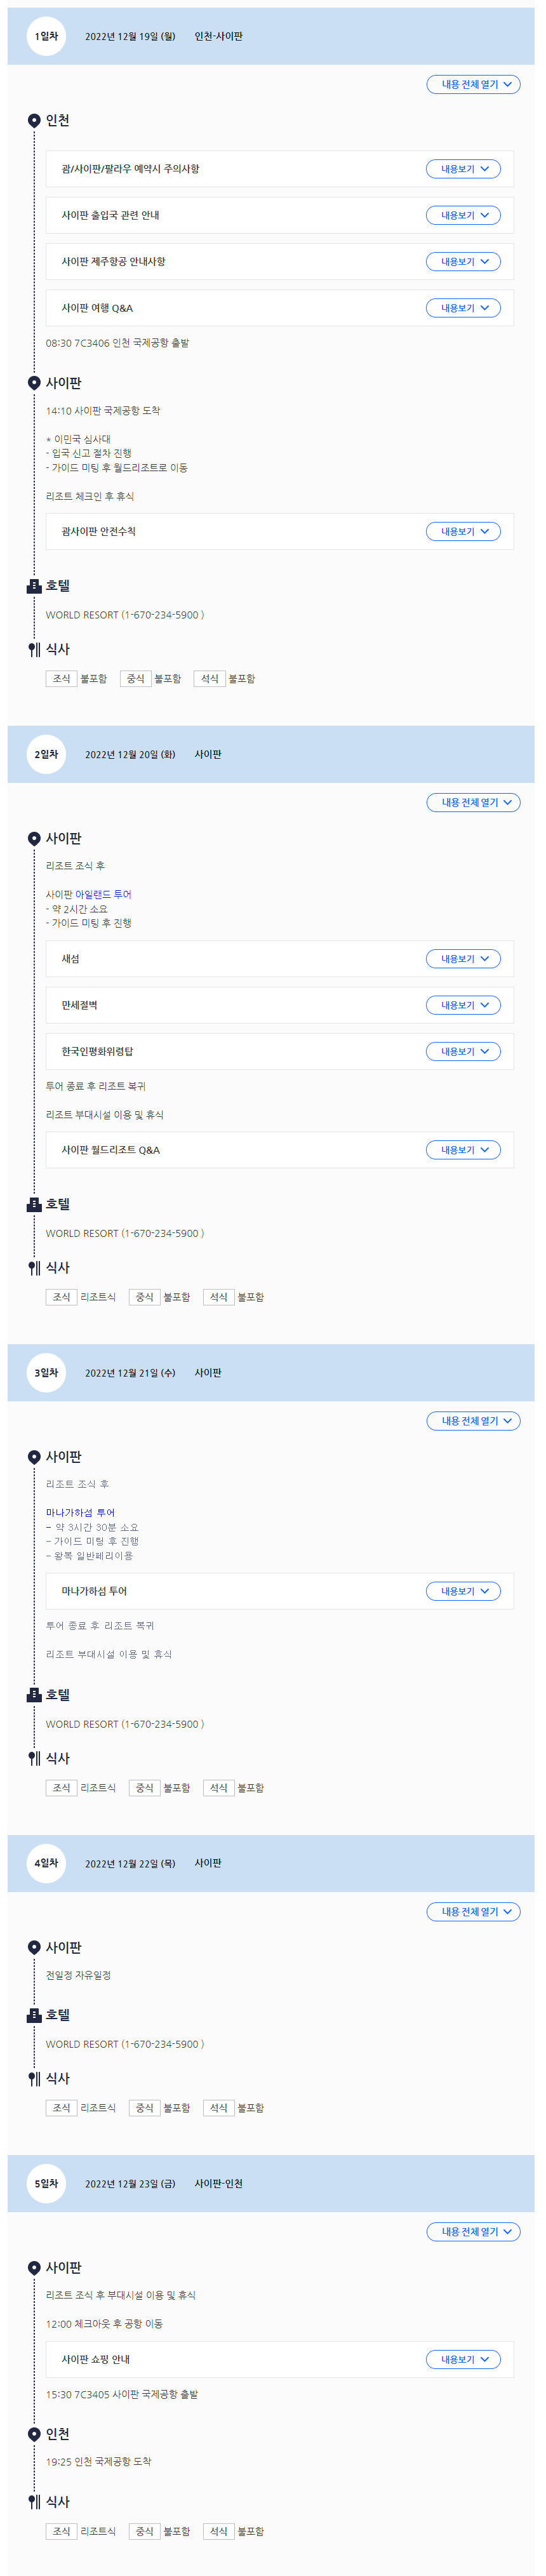 1일차 2022년 12월 19일 (월) 인천-사이판
내용 전체 열기
인천
괌/사이판/팔라우 예약시 주의사항 내용보기
사이판 출입국 관련 안내 내용보기
사이판 제주항공 안내사항 내용보기
사이판 여행 Q&A 내용보기
08:30 7C3406 인천 국제공항 출발
사이판
14:10 사이판 국제공항 도착
* 이민국 심사대
- 입국 신고 절차 진행
- 가이드 미팅 후 월드리조트로 이동
리조트 체크인 후 휴식
괌사이판 안전수칙 내용보기
호텔
WORLD RESORT (1-670-234-5900 )
식사
조식 불포함 중식 불포함 석식 불포함
2일차 2022년 12월 20일 (화) 사이판
내용 전체 열기
사이판
리조트 조식 후
사이판 아일랜드 투어
- 약 2시간 소요
- 가이드 미팅 후 진행
새섬 내용보기
만세절벽 내용보기
한국인평화위령탑 내용보기
투어 종료 후 리조트 복귀
리조트 부대시설 이용 및 휴식
사이판 월드리조트 Q&A 내용보기
호텔
WORLD RESORT (1-670-234-5900 )
식사
조식 리조트식 중식 불포함 석식 불포함
3일차 2022년 12월 21일 (수) 사이판
내용 전체 열기
사이판
리조트 조식 후
마나가하섬 투어
- 약 3시간 30분 소요
- 가이드 미팅 후 진행
- 왕복 일반페리이용
마나가하섬 투어 내용보기
투어 종료 후 리조트 복귀
리조트 부대시설 이용 및 휴식
호텔
WORLD RESORT (1-670-234-5900 )
식사
조식 리조트식 중식 불포함 석식 불포함
4일차 2022년 12월 22일 (목) 사이판
내용 전체 열기
사이판
전일정 자유일정
호텔
WORLD RESORT (1-670-234-5900 )
식사
조식 리조트식 중식 불포함 석식 불포함
5일차 2022년 12월 23일 (금) 사이판-인천
내용 전체 열기
사이판
리조트 조식 후 부대시설 이용 및 휴식
12:00 체크아웃 후 공항 이동
사이판 쇼핑 안내 내용보기
15:30 7C3405 사이판 국제공항 출발
인천
19:25 인천 국제공항 도착
식사
조식 리조트식 중식 불포함 석식 불포함